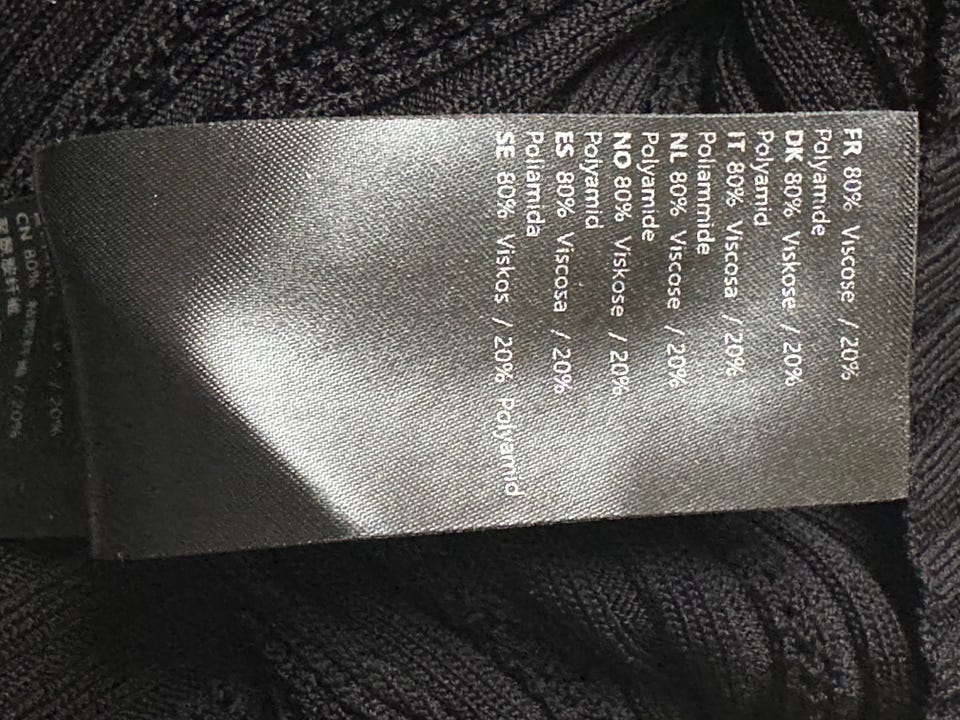 FR 80% Viscose / 20%
Polyamide
DK 80% Viskose / 20%
Polyamid
IT 80% Viscosa / 20%
Poliammide
NL 80% Viscose / 20%
Polyamide
NO 80% Viskose / 20%
Polyamid
ES 80% Viscosa / 20%
Poliamida
SE 80% Viskos / 20% Polyamid
CN 80% / 20%